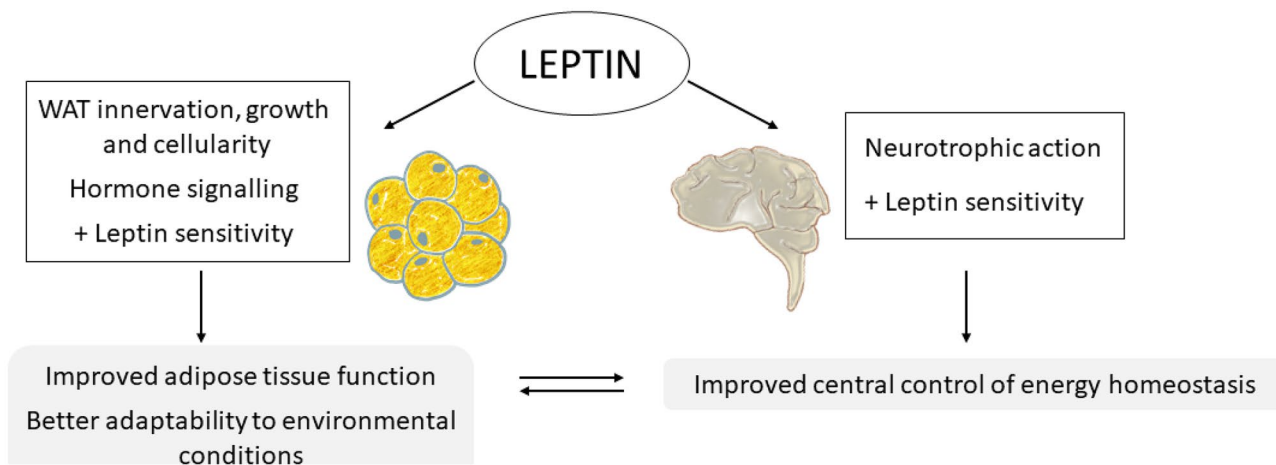 LEPTIN
WAT innervation, growth
and cellularity
Hormone signalling
+ Leptin sensitivity
Neurotrophic action
+ Leptin sensitivity
Improved adipose tissue function
Better adaptability to environmental
conditions
Improved central control of energy homeostasis